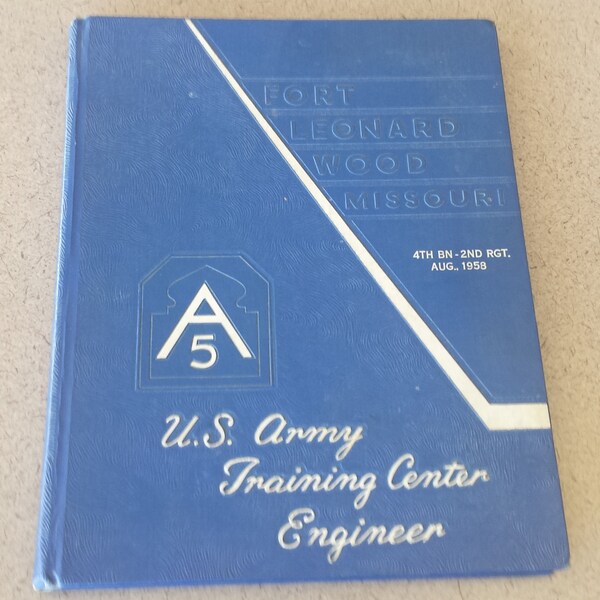 FORT
LEONARD
WOOD
MISSOURI
4TH BN - 2ND RGT.
AUG., 1958
A
5
U.S. Army
Training Center
Engineer